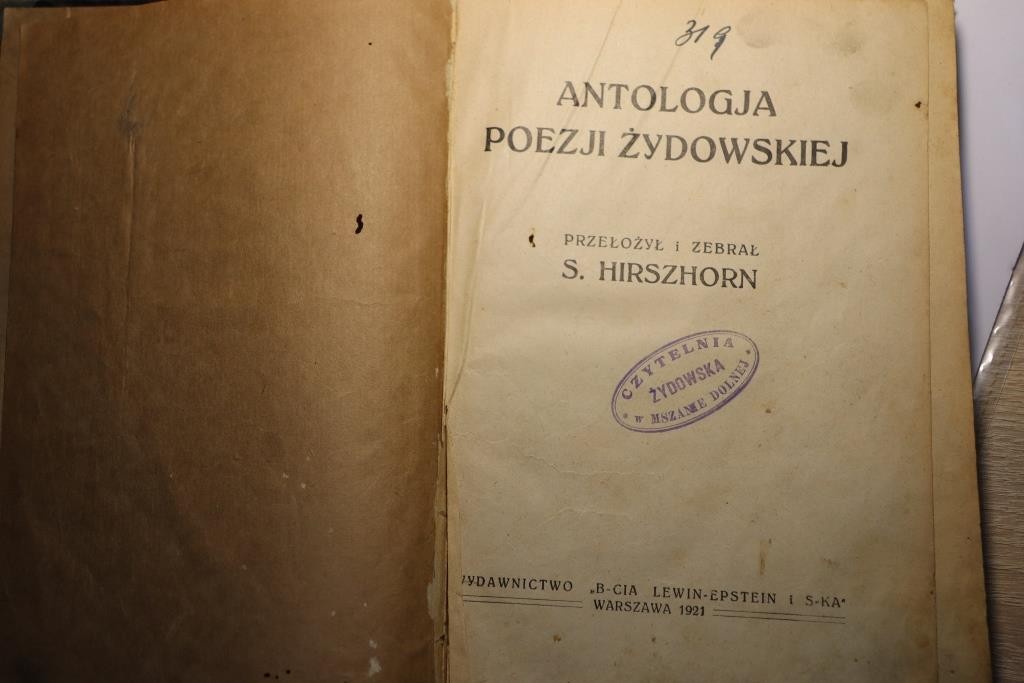 319
ANTOLOGJA
POEZJI ŻYDOWSKIEJ
PRZEŁOŻYŁ i ZEBRAŁ
S. HIRSZHORN
CZYTELNIA
ŻYDOWSKA
* w MSZANIE DOLNEJ *
WYDAWNICTWO „B-CIA LEWIN-EPSTEIN i S-KA"
WARSZAWA 1921